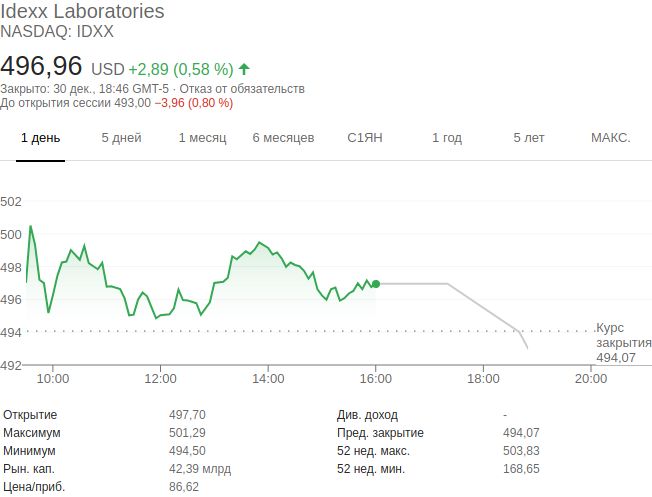 Idexx Laboratories
NASDAQ: IDXX
496,96 USD +2,89 (0,58 %)
Закрыто: 30 дек., 18:46 GMT-5 · Отказ от обязательств
До открытия сессии 493,00 −3,96 (0,80 %)
1 день 5 дней 1 месяц 6 месяцев С1ЯН 1 год 5 лет МАКС.
502
500
498
496
494
Курс
закрытия
494,07
492
10:00 12:00 14:00 16:00 18:00 20:00
Открытие 497,70 Див. доход -
Максимум 501,29 Пред. закрытие 494,07
Минимум 494,50 52 нед. макс. 503,83
Рын. кап. 42,39 млрд 52 нед. мин. 168,65
Цена/приб. 86,62